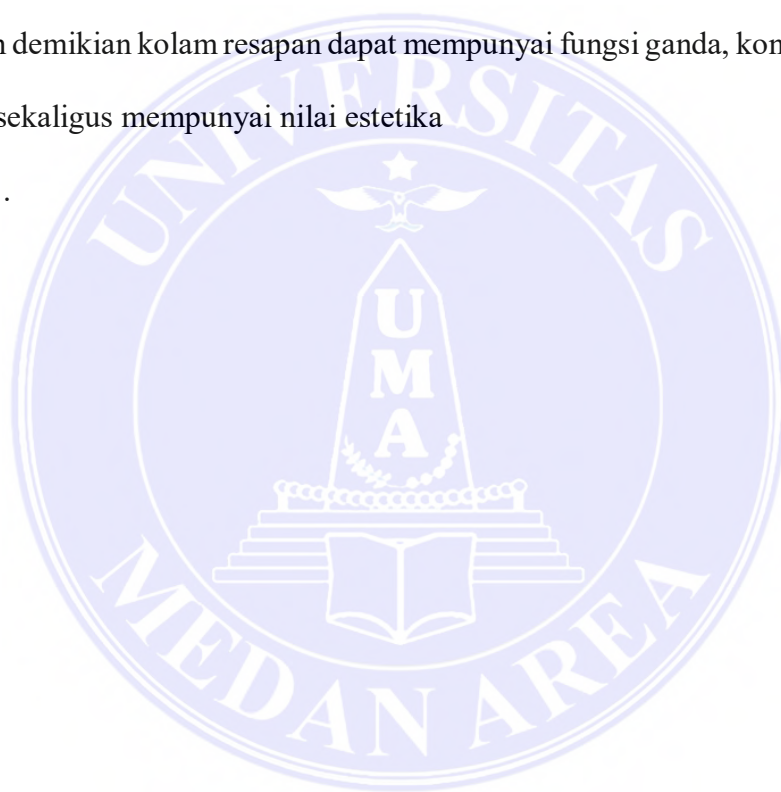 n demikian kolam resapan dapat mempunyai fungsi ganda, kon
sekaligus mempunyai nilai estetika
.
UNIVERSITAS
U
M
A
MEDAN AREA